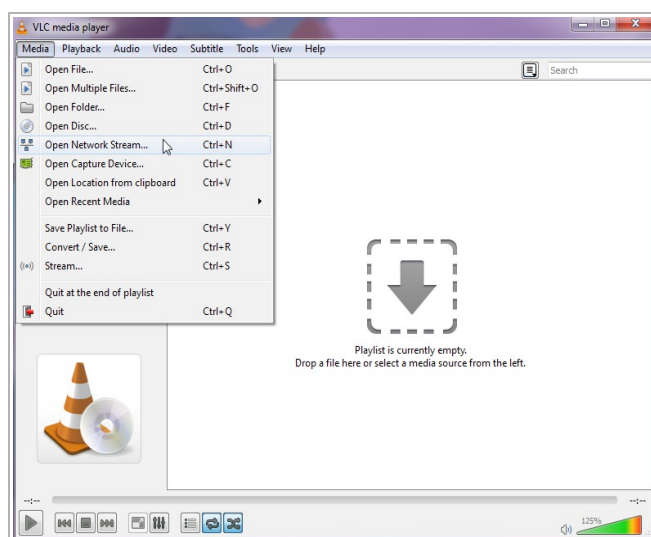 VLC media player
Media Playback Audio Video Subtitle Tools View Help
Open File... Ctrl+O
Open Multiple Files... Ctrl+Shift+O
Open Folder... Ctrl+F
Open Disc... Ctrl+D
Open Network Stream... Ctrl+N
Open Capture Device... Ctrl+C
Open Location from clipboard Ctrl+V
Open Recent Media
Save Playlist to File... Ctrl+Y
Convert / Save... Ctrl+R
Stream... Ctrl+S
Quit at the end of playlist
Quit Ctrl+Q
Search
Playlist is currently empty.
Drop a file here or select a media source from the left.
--:-- --:--
125%